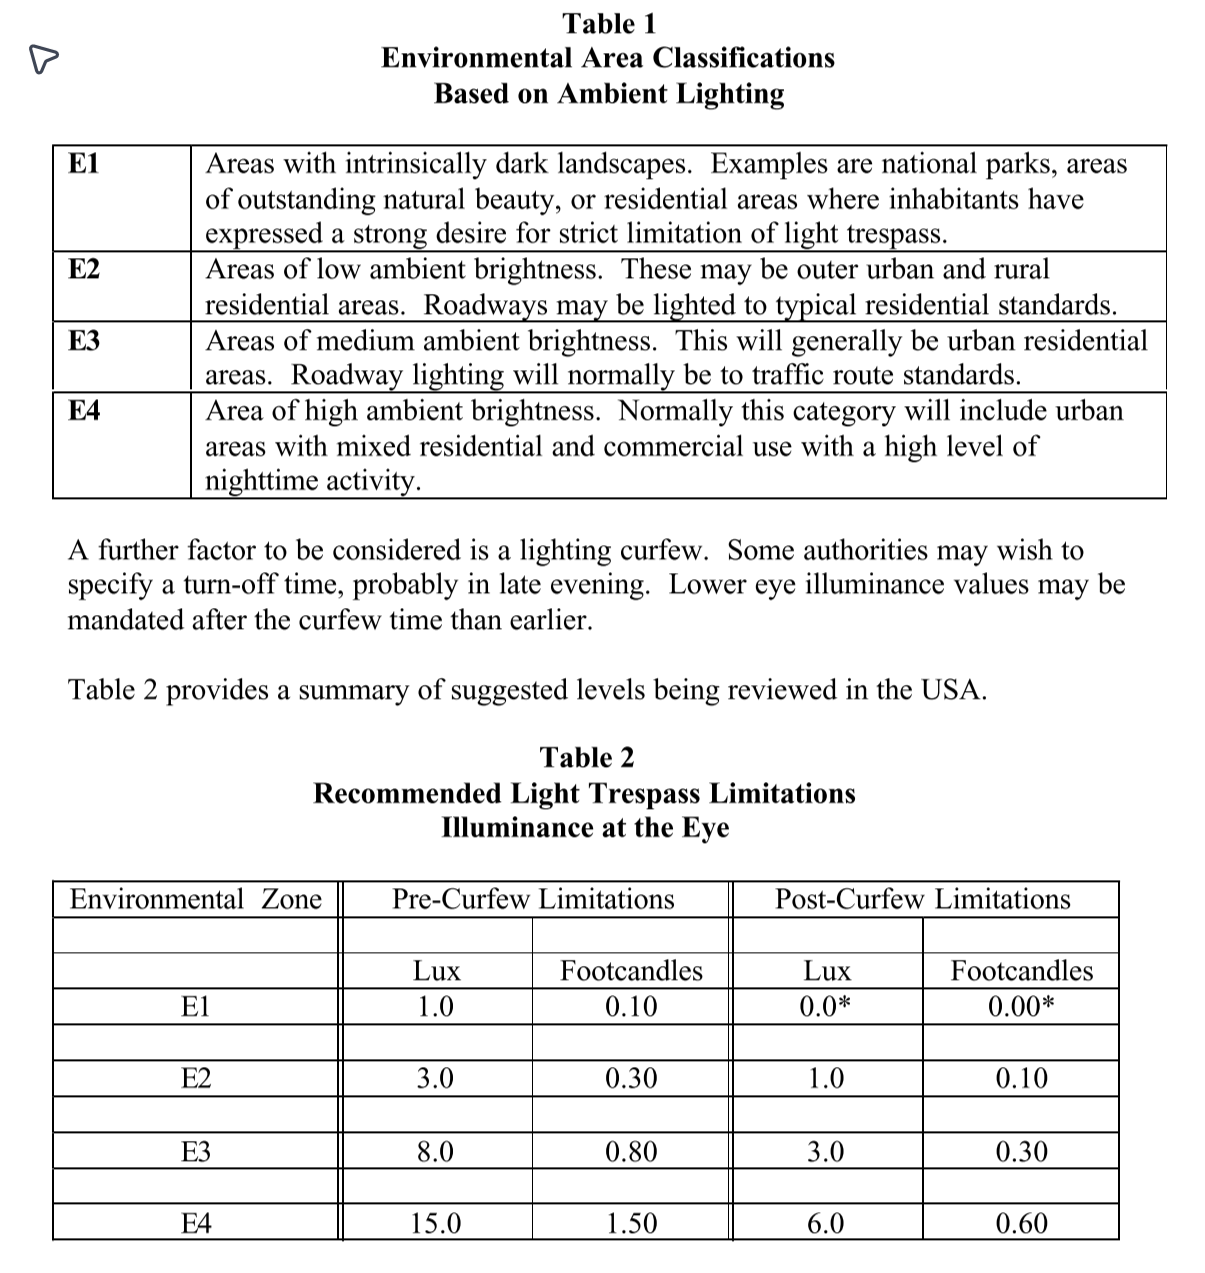 Table 1
Environmental Area Classifications
Based on Ambient Lighting
E1 Areas with intrinsically dark landscapes. Examples are national parks, areas
of outstanding natural beauty, or residential areas where inhabitants have
expressed a strong desire for strict limitation of light trespass.
E2 Areas of low ambient brightness. These may be outer urban and rural
residential areas. Roadways may be lighted to typical residential standards.
E3 Areas of medium ambient brightness. This will generally be urban residential
areas. Roadway lighting will normally be to traffic route standards.
E4 Area of high ambient brightness. Normally this category will include urban
areas with mixed residential and commercial use with a high level of
nighttime activity.
A further factor to be considered is a lighting curfew. Some authorities may wish to
specify a turn-off time, probably in late evening. Lower eye illuminance values may be
mandated after the curfew time than earlier.
Table 2 provides a summary of suggested levels being reviewed in the USA.
Table 2
Recommended Light Trespass Limitations
Illuminance at the Eye
Environmental Zone Pre-Curfew Limitations Post-Curfew Limitations
Lux Footcandles Lux Footcandles
E1 1.0 0.10 0.0* 0.00*
E2 3.0 0.30 1.0 0.10
E3 8.0 0.80 3.0 0.30
E4 15.0 1.50 6.0 0.60